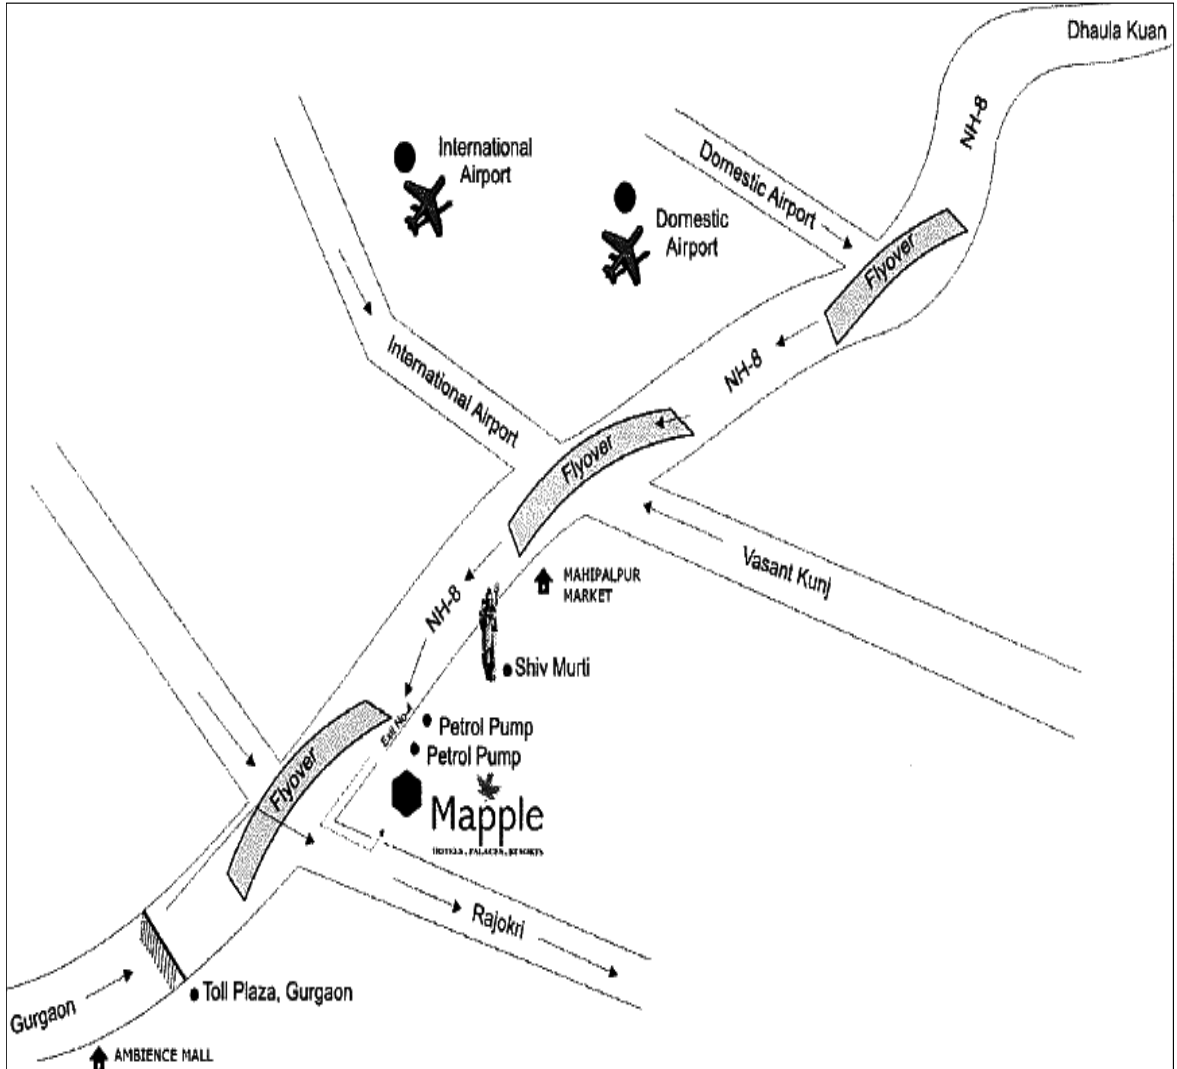 Dhaula Kuan
NH-8
International
Airport
Domestic Airport
Domestic
Airport
Flyover
NH-8
International Airport
Flyover
Vasant Kunj
MAHIPALPUR
MARKET
NH-8
Shiv Murti
Exit No.
Petrol Pump
Petrol Pump
Flyover
Mapple
HOTELS, PALACES, RESORTS
Rajokri
Toll Plaza, Gurgaon
Gurgaon
AMBIENCE MALL